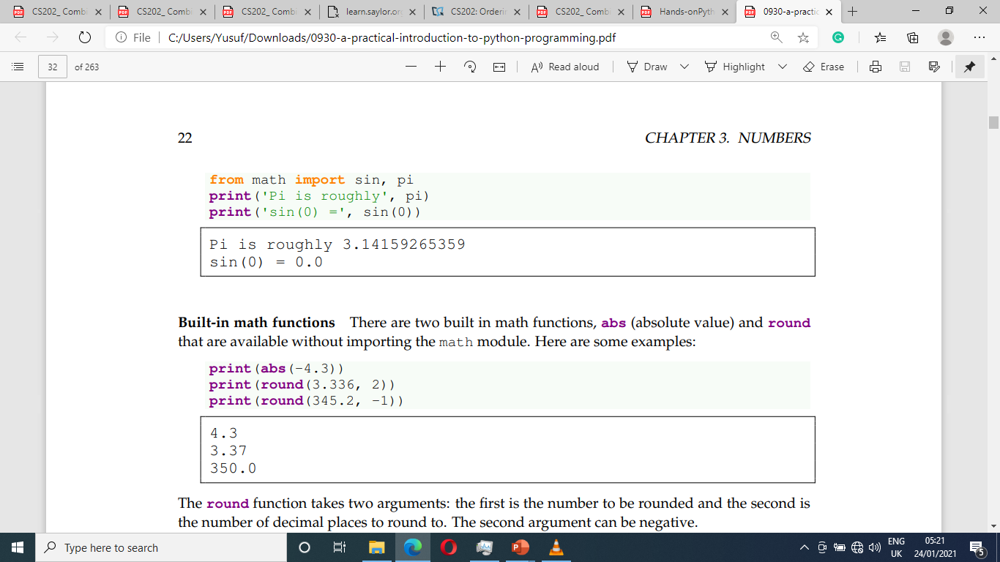 CS202_ Combi
CS202_ Combi
CS202_ Combi
learn.saylor.or
CS202: Orderin
CS202_ Combi
Hands-onPyth
0930-a-practic
File
C:/Users/Yusuf/Downloads/0930-a-practical-introduction-to-python-programming.pdf
32 of 263
Read aloud
Draw
Highlight
Erase
22 CHAPTER 3. NUMBERS
from math import sin, pi
print('Pi is roughly', pi)
print('sin(0) =', sin(0))
Pi is roughly 3.14159265359
sin(0) = 0.0
Built-in math functions There are two built in math functions, abs (absolute value) and round
that are available without importing the math module. Here are some examples:
print(abs(-4.3))
print(round(3.336, 2))
print(round(345.2, -1))
4.3
3.37
350.0
The round function takes two arguments: the first is the number to be rounded and the second is
the number of decimal places to round to. The second argument can be negative.
Type here to search
ENG
UK
05:21
24/01/2021
5